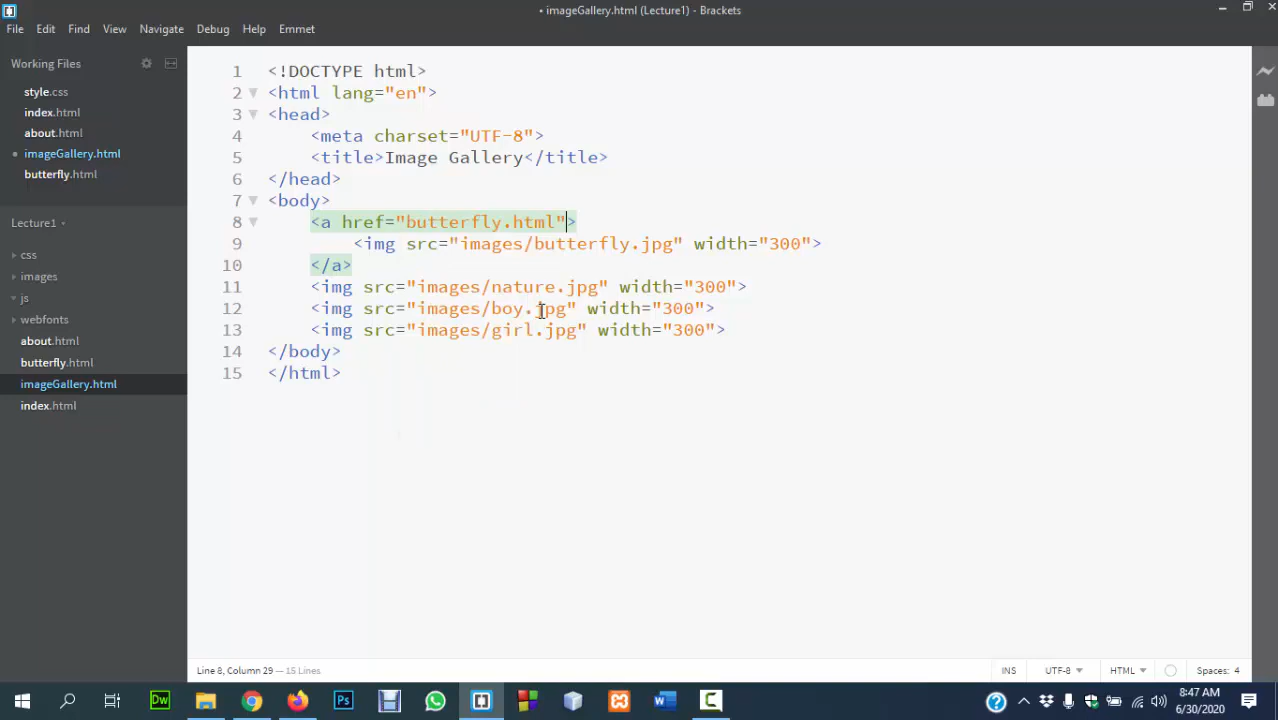 • imageGallery.html (Lecture1) - Brackets
File Edit Find View Navigate Debug Help Emmet
Working Files
style.css
index.html
about.html
imageGallery.html
butterfly.html
Lecture1
css
images
js
webfonts
about.html
butterfly.html
imageGallery.html
index.html
1 <!DOCTYPE html>
2 <html lang="en">
3 <head>
4 <meta charset="UTF-8">
5 <title>Image Gallery</title>
6 </head>
7 <body>
8 <a href="butterfly.html">
9 <img src="images/butterfly.jpg" width="300">
10 </a>
11 <img src="images/nature.jpg" width="300">
12 <img src="images/boy.jpg" width="300">
13 <img src="images/girl.jpg" width="300">
14 </body>
15 </html>
Line 8, Column 29 — 15 Lines
INS UTF-8 HTML Spaces: 4
Dw Ps
8:47 AM
6/30/2020